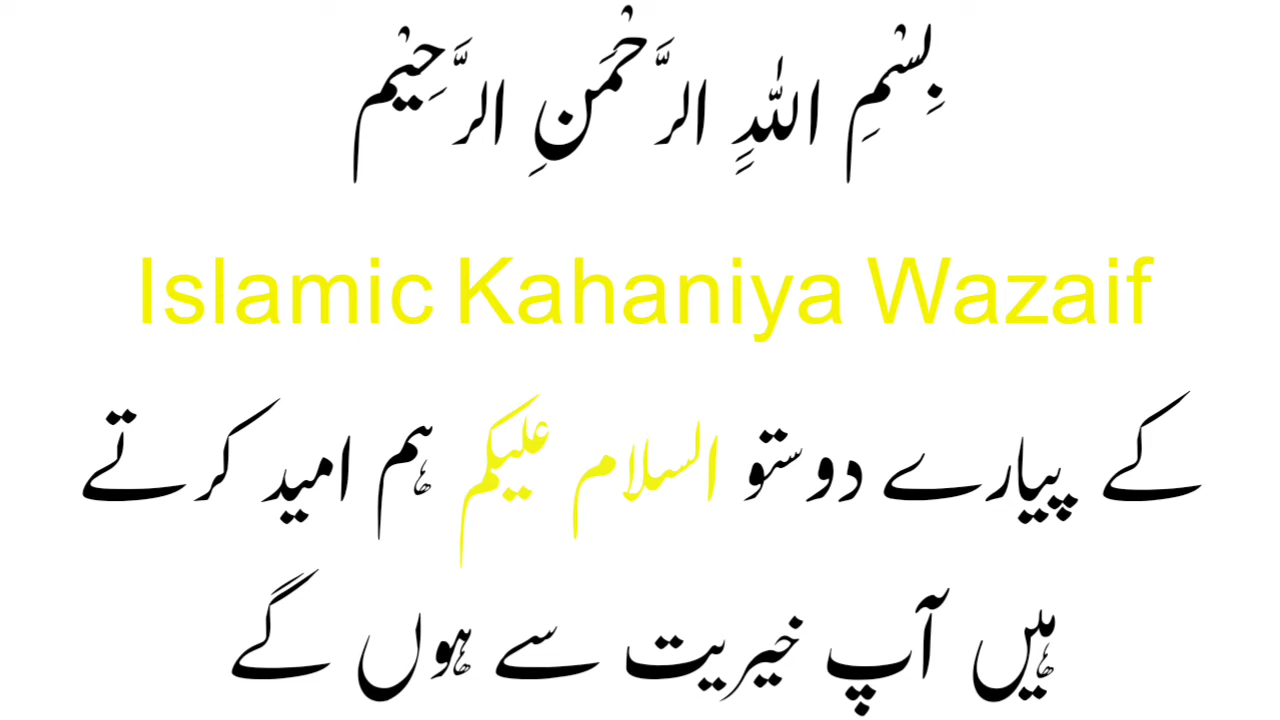 بِسْمِ اللہِ الرَّحْمٰنِ الرَّحِیْم
Islamic Kahaniya Wazaif
کے پیارے دوستو السلام علیکم ہم امید کرتے
ہیں آپ خیریت سے ہوں گے